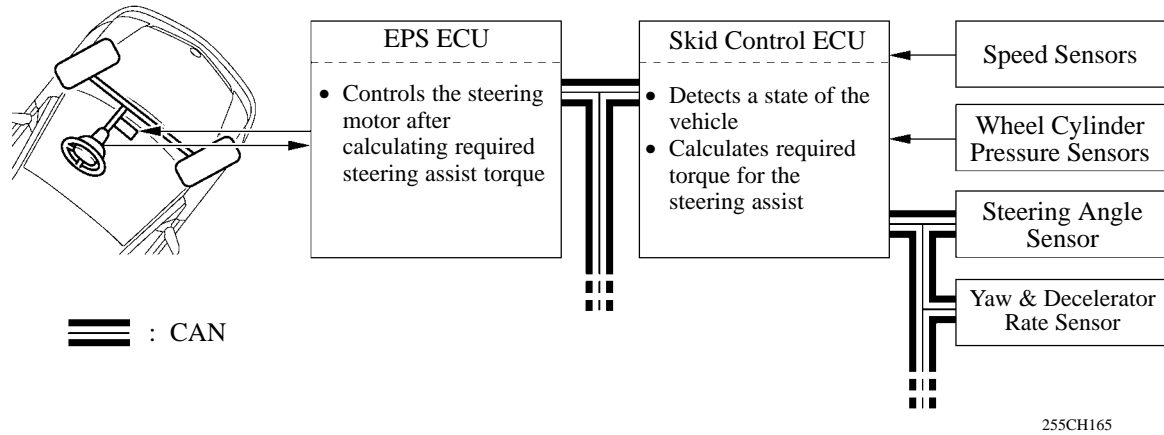 EPS ECU
• Controls the steering
motor after
calculating required
steering assist torque
Skid Control ECU
• Detects a state of the
vehicle
• Calculates required
torque for the
steering assist
Speed Sensors
Wheel Cylinder
Pressure Sensors
Steering Angle
Sensor
Yaw & Decelerator
Rate Sensor
: CAN
255CH165